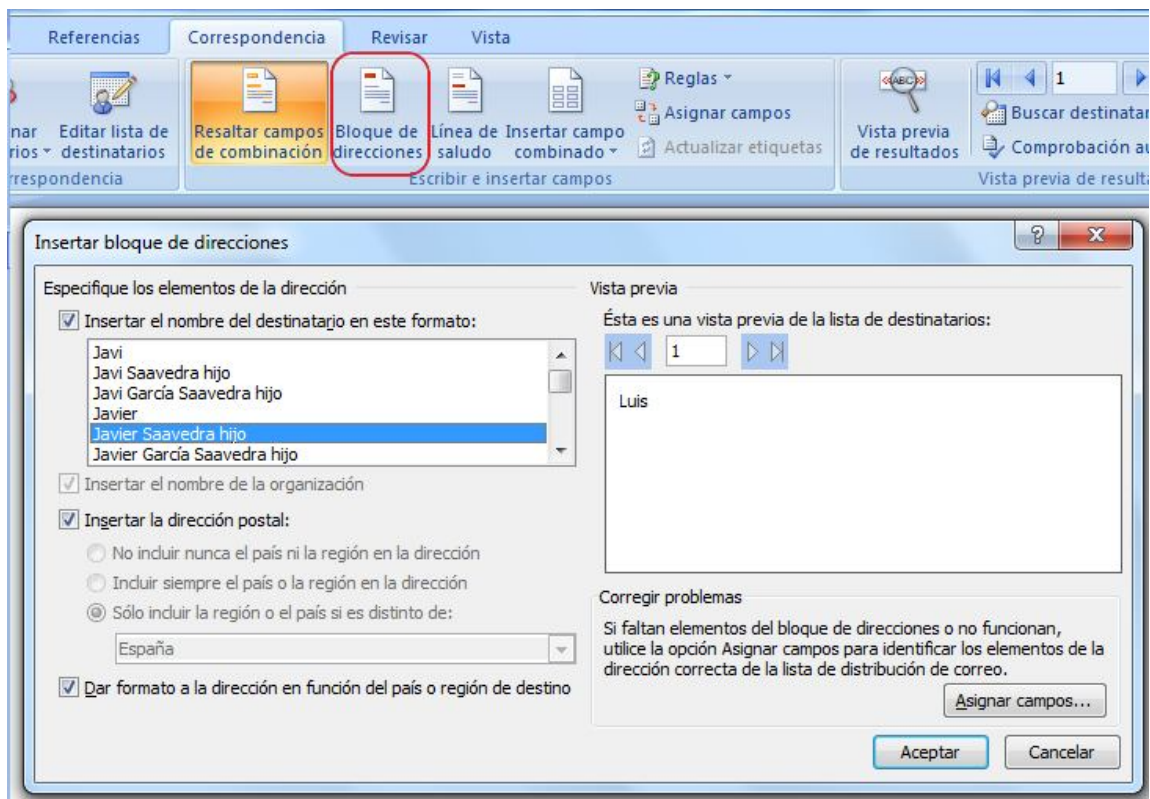 Referencias Correspondencia Revisar Vista
nar Editar lista de Resaltar campos Bloque de Línea de Insertar campo
rios destinatarios de combinación direcciones saludo combinado
Reglas
Asignar campos
Actualizar etiquetas
ABC
Vista previa
de resultados
1
Buscar destinatar
Comprobación au
rrespondencia Escribir e insertar campos Vista previa de resulta
Insertar bloque de direcciones
Especifique los elementos de la dirección
Insertar el nombre del destinatario en este formato:
Javi
Javi Saavedra hijo
Javi García Saavedra hijo
Javier
Javier Saavedra hijo
Javier García Saavedra hijo
Insertar el nombre de la organización
Insertar la dirección postal:
No incluir nunca el país ni la región en la dirección
Incluir siempre el país o la región en la dirección
Sólo incluir la región o el país si es distinto de:
España
Dar formato a la dirección en función del país o región de destino
Vista previa
Ésta es una vista previa de la lista de destinatarios:
1
Luis
Corregir problemas
Si faltan elementos del bloque de direcciones o no funcionan,
utilice la opción Asignar campos para identificar los elementos de la
dirección correcta de la lista de distribución de correo.
Asignar campos...
Aceptar Cancelar